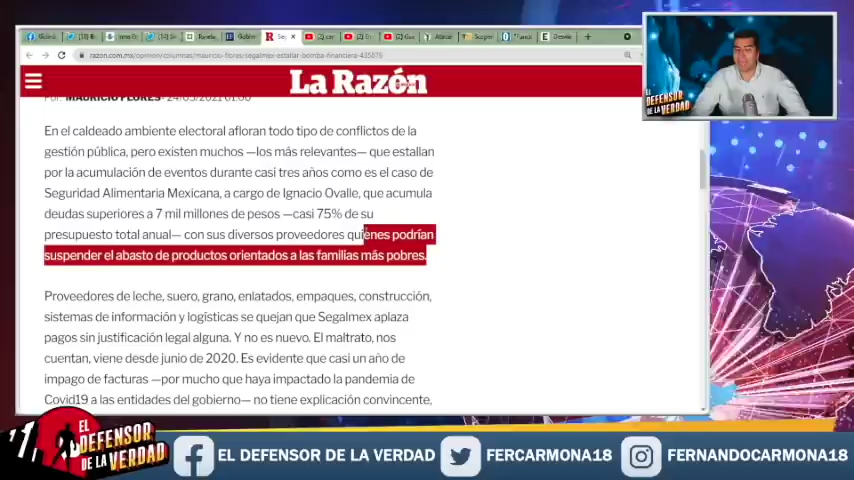 razon.com.mx/opinion/columnas/mauricio-flores/segalmex-estallar-bomba-financiera-435875
La Razón
Por: MAURICIO FLORES
En el caldeado ambiente electoral afloran todo tipo de conflictos de la
gestión pública, pero existen muchos —los más relevantes— que estallan
por la acumulación de eventos durante casi tres años como es el caso de
Seguridad Alimentaria Mexicana, a cargo de Ignacio Ovalle, que acumula
deudas superiores a 7 mil millones de pesos —casi 75% de su
presupuesto total anual— con sus diversos proveedores quienes podrían
suspender el abasto de productos orientados a las familias más pobres.
Proveedores de leche, suero, grano, enlatados, empaques, construcción,
sistemas de información y logísticas se quejan que Segalmex aplaza
pagos sin justificación legal alguna. Y no es nuevo. El maltrato, nos
cuentan, viene desde junio de 2020. Es evidente que casi un año de
impago de facturas —por mucho que haya impactado la pandemia de
Covid19 a las entidades del gobierno— no tiene explicación convincente,
EL
DEFENSOR
DE LA VERDAD
EL
DEFENSOR
DE LA VERDAD
EL DEFENSOR DE LA VERDAD
FERCARMONA18
FERNANDOCARMONA18